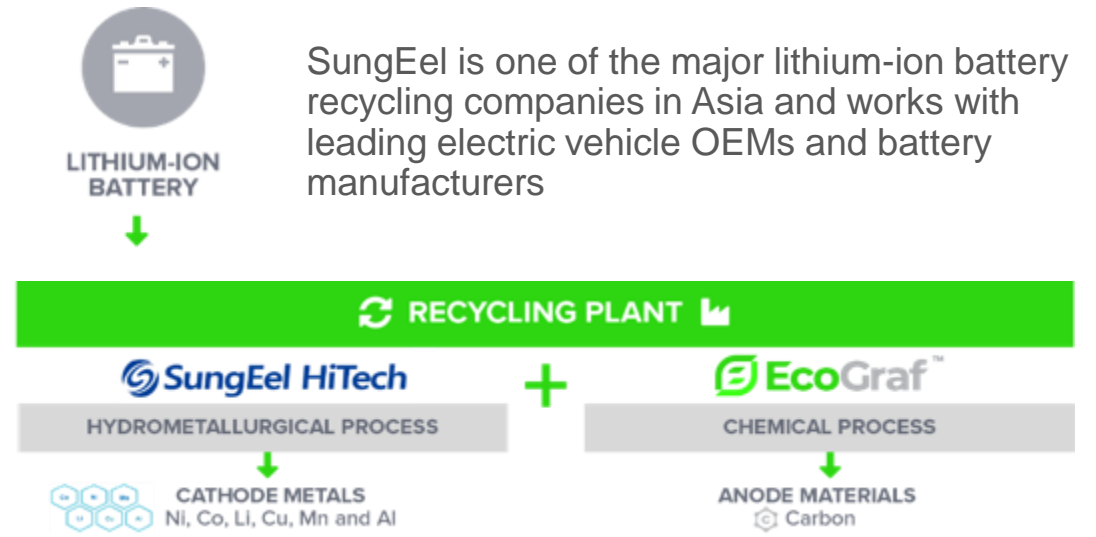 SungEel is one of the major lithium-ion battery
recycling companies in Asia and works with
leading electric vehicle OEMs and battery
manufacturers
LITHIUM-ION
BATTERY
RECYCLING PLANT
SungEel HiTech
+
EcoGraf™
HYDROMETALLURGICAL PROCESS
CHEMICAL PROCESS
CATHODE METALS
Ni, Co, Li, Cu, Mn and Al
ANODE MATERIALS
C Carbon